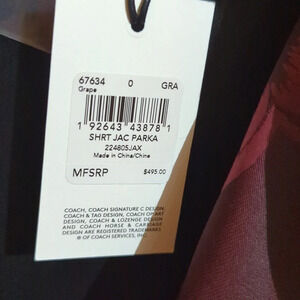 67634 0 GRA
Grape
1 92643 43878 1
SHRT JAC PARKA
224805JAX
Made in China/Chine
MFSRP $495.00
COACH, COACH SIGNATURE C DESIGN,
COACH & TAG DESIGN, COACH OP ART
DESIGN, COACH & LOZENGE DESIGN
AND COACH HORSE & CARRIAGE
DESIGN ARE REGISTERED TRADEMARKS
® OF COACH SERVICES, INC.